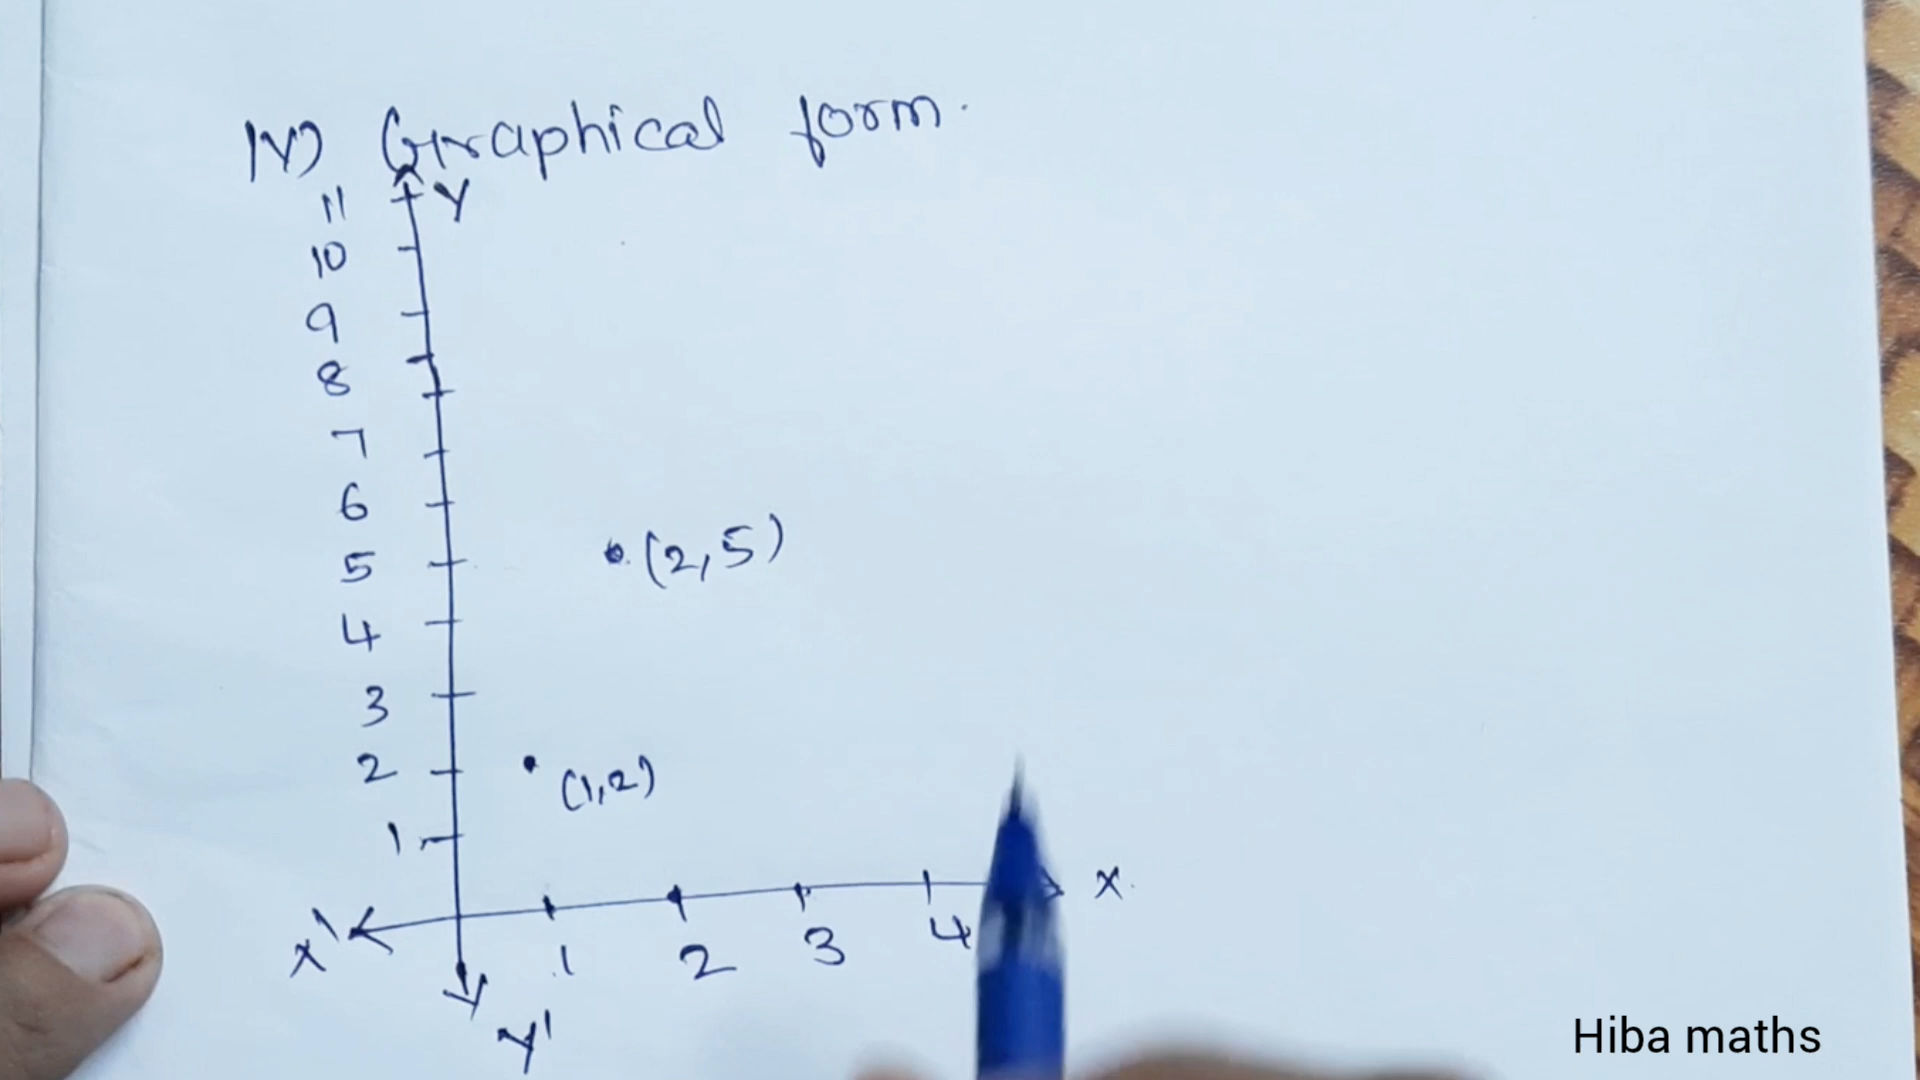 IV) Graphical form.
Y
11
10
9
8
7
6
5
(2,5)
4
3
2
(1,2)
1
X
X'
1
2
3
4
Y'
Hiba maths